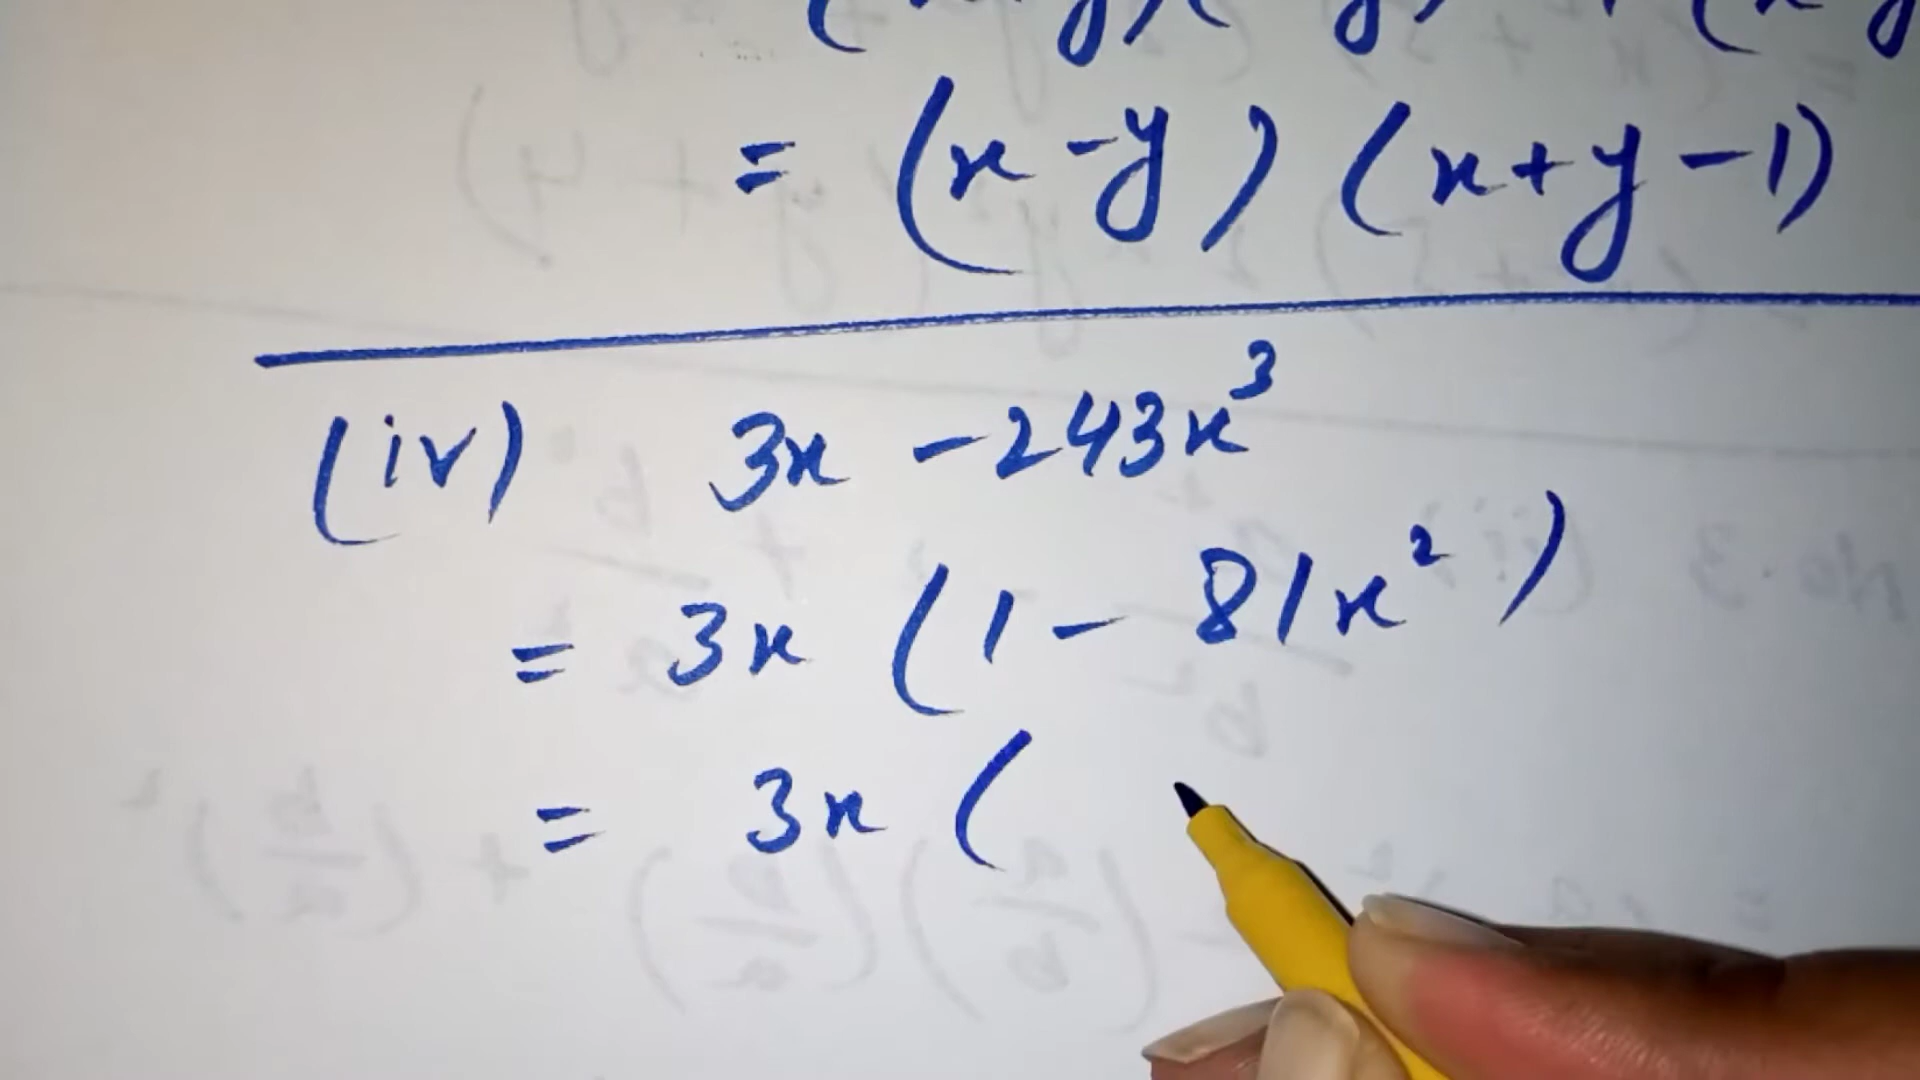 = (x-y) (x+y-1)
(iv) 3x - 243x³
= 3x (1 - 81x²)
= 3x (